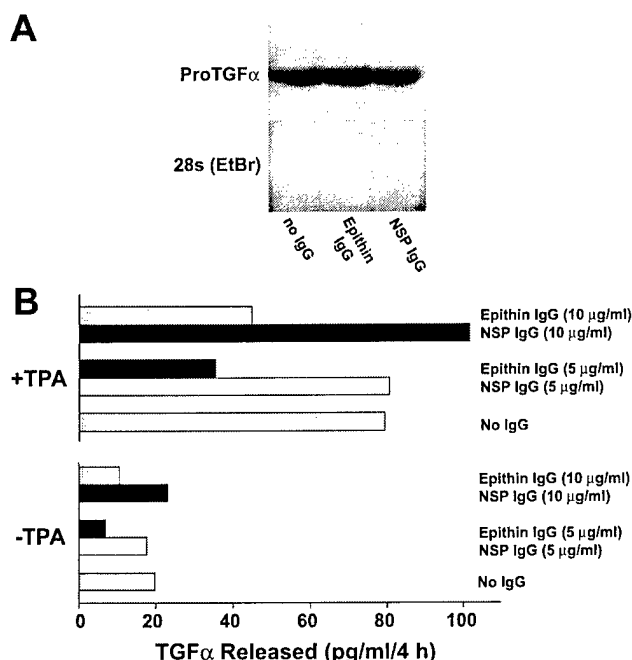 A
ProTGFα
28s (EtBr)
no IgG
Epithin IgG
NSP IgG
B
+TPA
Epithin IgG (10 µg/ml)
NSP IgG (10 µg/ml)
Epithin IgG (5 µg/ml)
NSP IgG (5 µg/ml)
No IgG
-TPA
Epithin IgG (10 µg/ml)
NSP IgG (10 µg/ml)
Epithin IgG (5 µg/ml)
NSP IgG (5 µg/ml)
No IgG
0 20 40 60 80 100
TGFα Released (pg/ml/4 h)